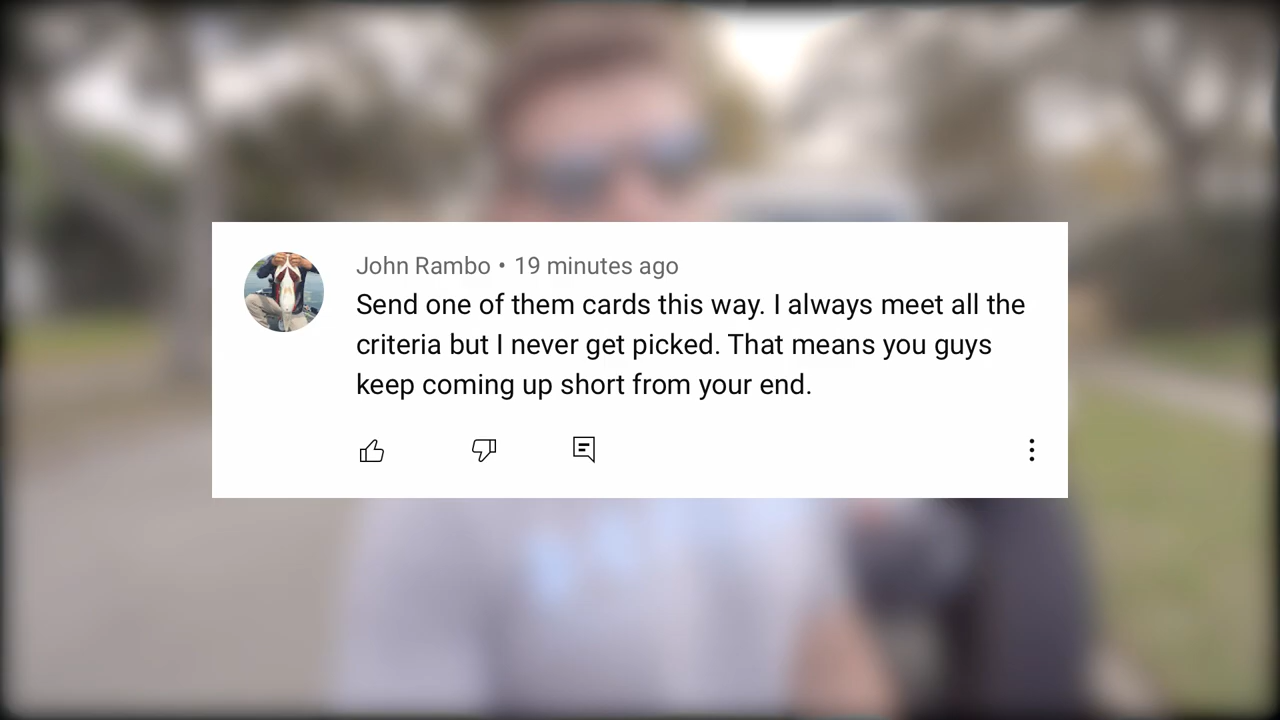 John Rambo • 19 minutes ago
Send one of them cards this way. I always meet all the
criteria but I never get picked. That means you guys
keep coming up short from your end.